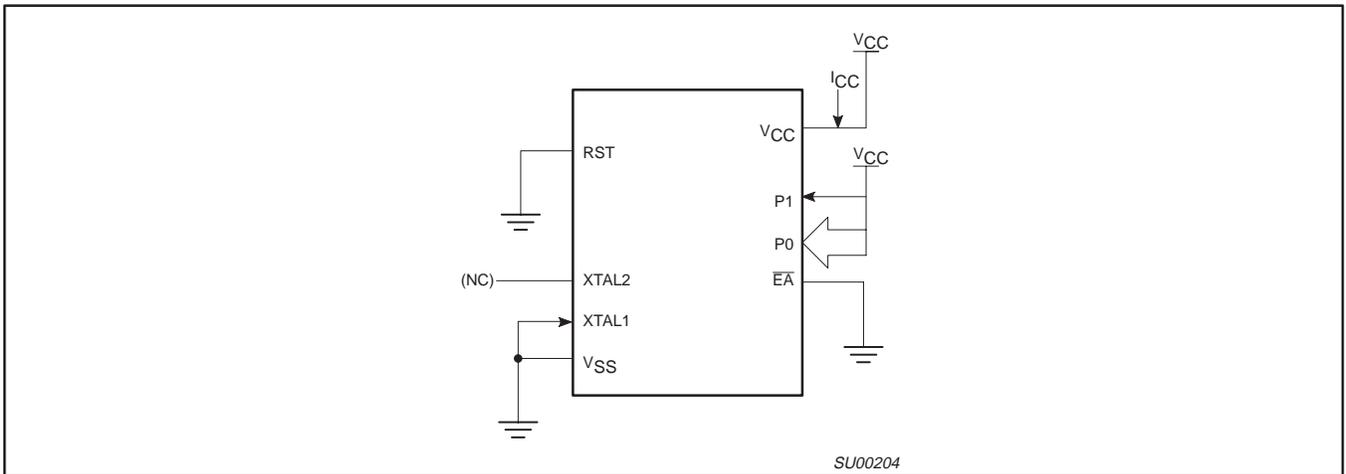 VCC
ICC
VCC
RST
VCC
P1
P0
(NC)
XTAL2
EA
XTAL1
VSS
SU00204